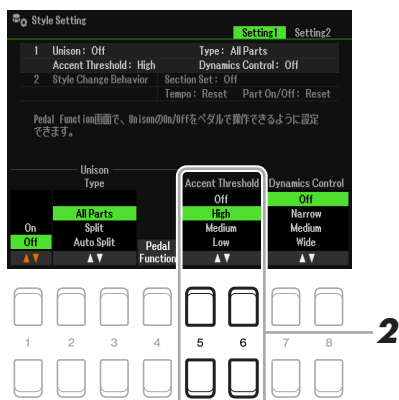 Style Setting
Setting1 Setting2
1 Unison: Off Type: All Parts
Accent Threshold: High Dynamics Control: Off
2 Style Change Behavior Section Set: Off
Tempo: Reset Part On/Off: Reset
Pedal Function画面で、UnisonのOn/Offをペダルで操作できるように設定
できます。
Unison
Type Accent Threshold Dynamics Control
Off Off
All Parts High Narrow
On Split Medium Medium
Off Auto Split Pedal Low Wide
▲▼ ▲▼ Function ▲▼ ▲▼
1 2 3 4 5 6 7 8
2